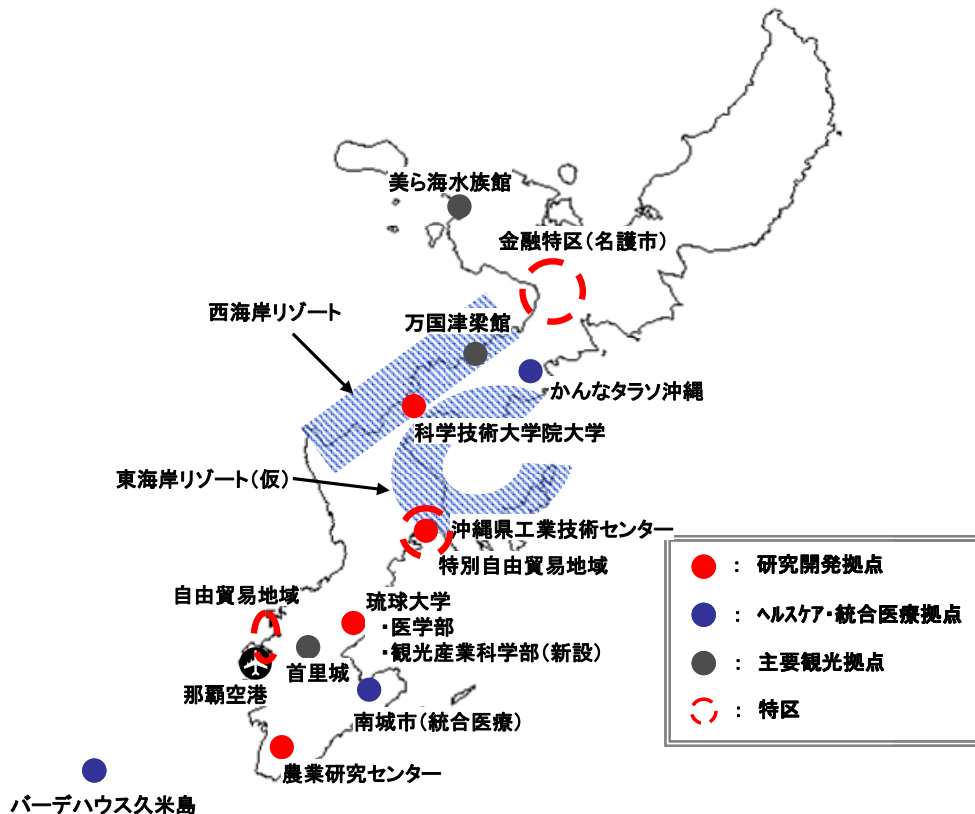 美ら海水族館
金融特区(名護市)
西海岸リゾート
万国津梁館
かんなタラソ沖縄
科学技術大学院大学
東海岸リゾート(仮)
沖縄県工業技術センター
特別自由貿易地域
自由貿易地域
琉球大学
・医学部
・観光産業科学部(新設)
首里城
那覇空港
南城市(統合医療)
農業研究センター
バーデハウス久米島
: 研究開発拠点
: ヘルスケア・統合医療拠点
: 主要観光拠点
: 特区